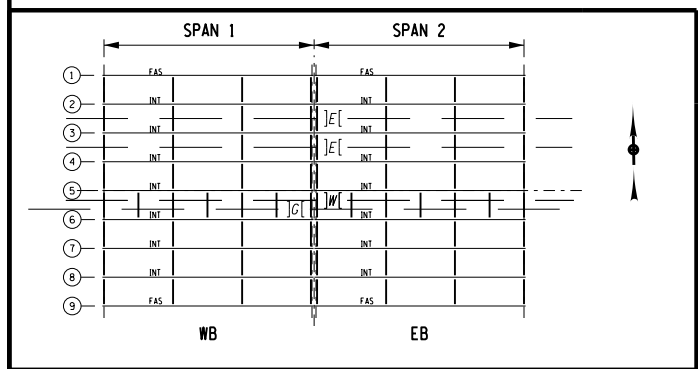 SPAN 1 SPAN 2
1 FAS FAS
2 INT INT
]E[
3 INT INT
]E[
4 INT INT
5 INT INT
]W[
]G[
6 INT INT
7 INT INT
8 INT INT
9 FAS FAS
WB EB